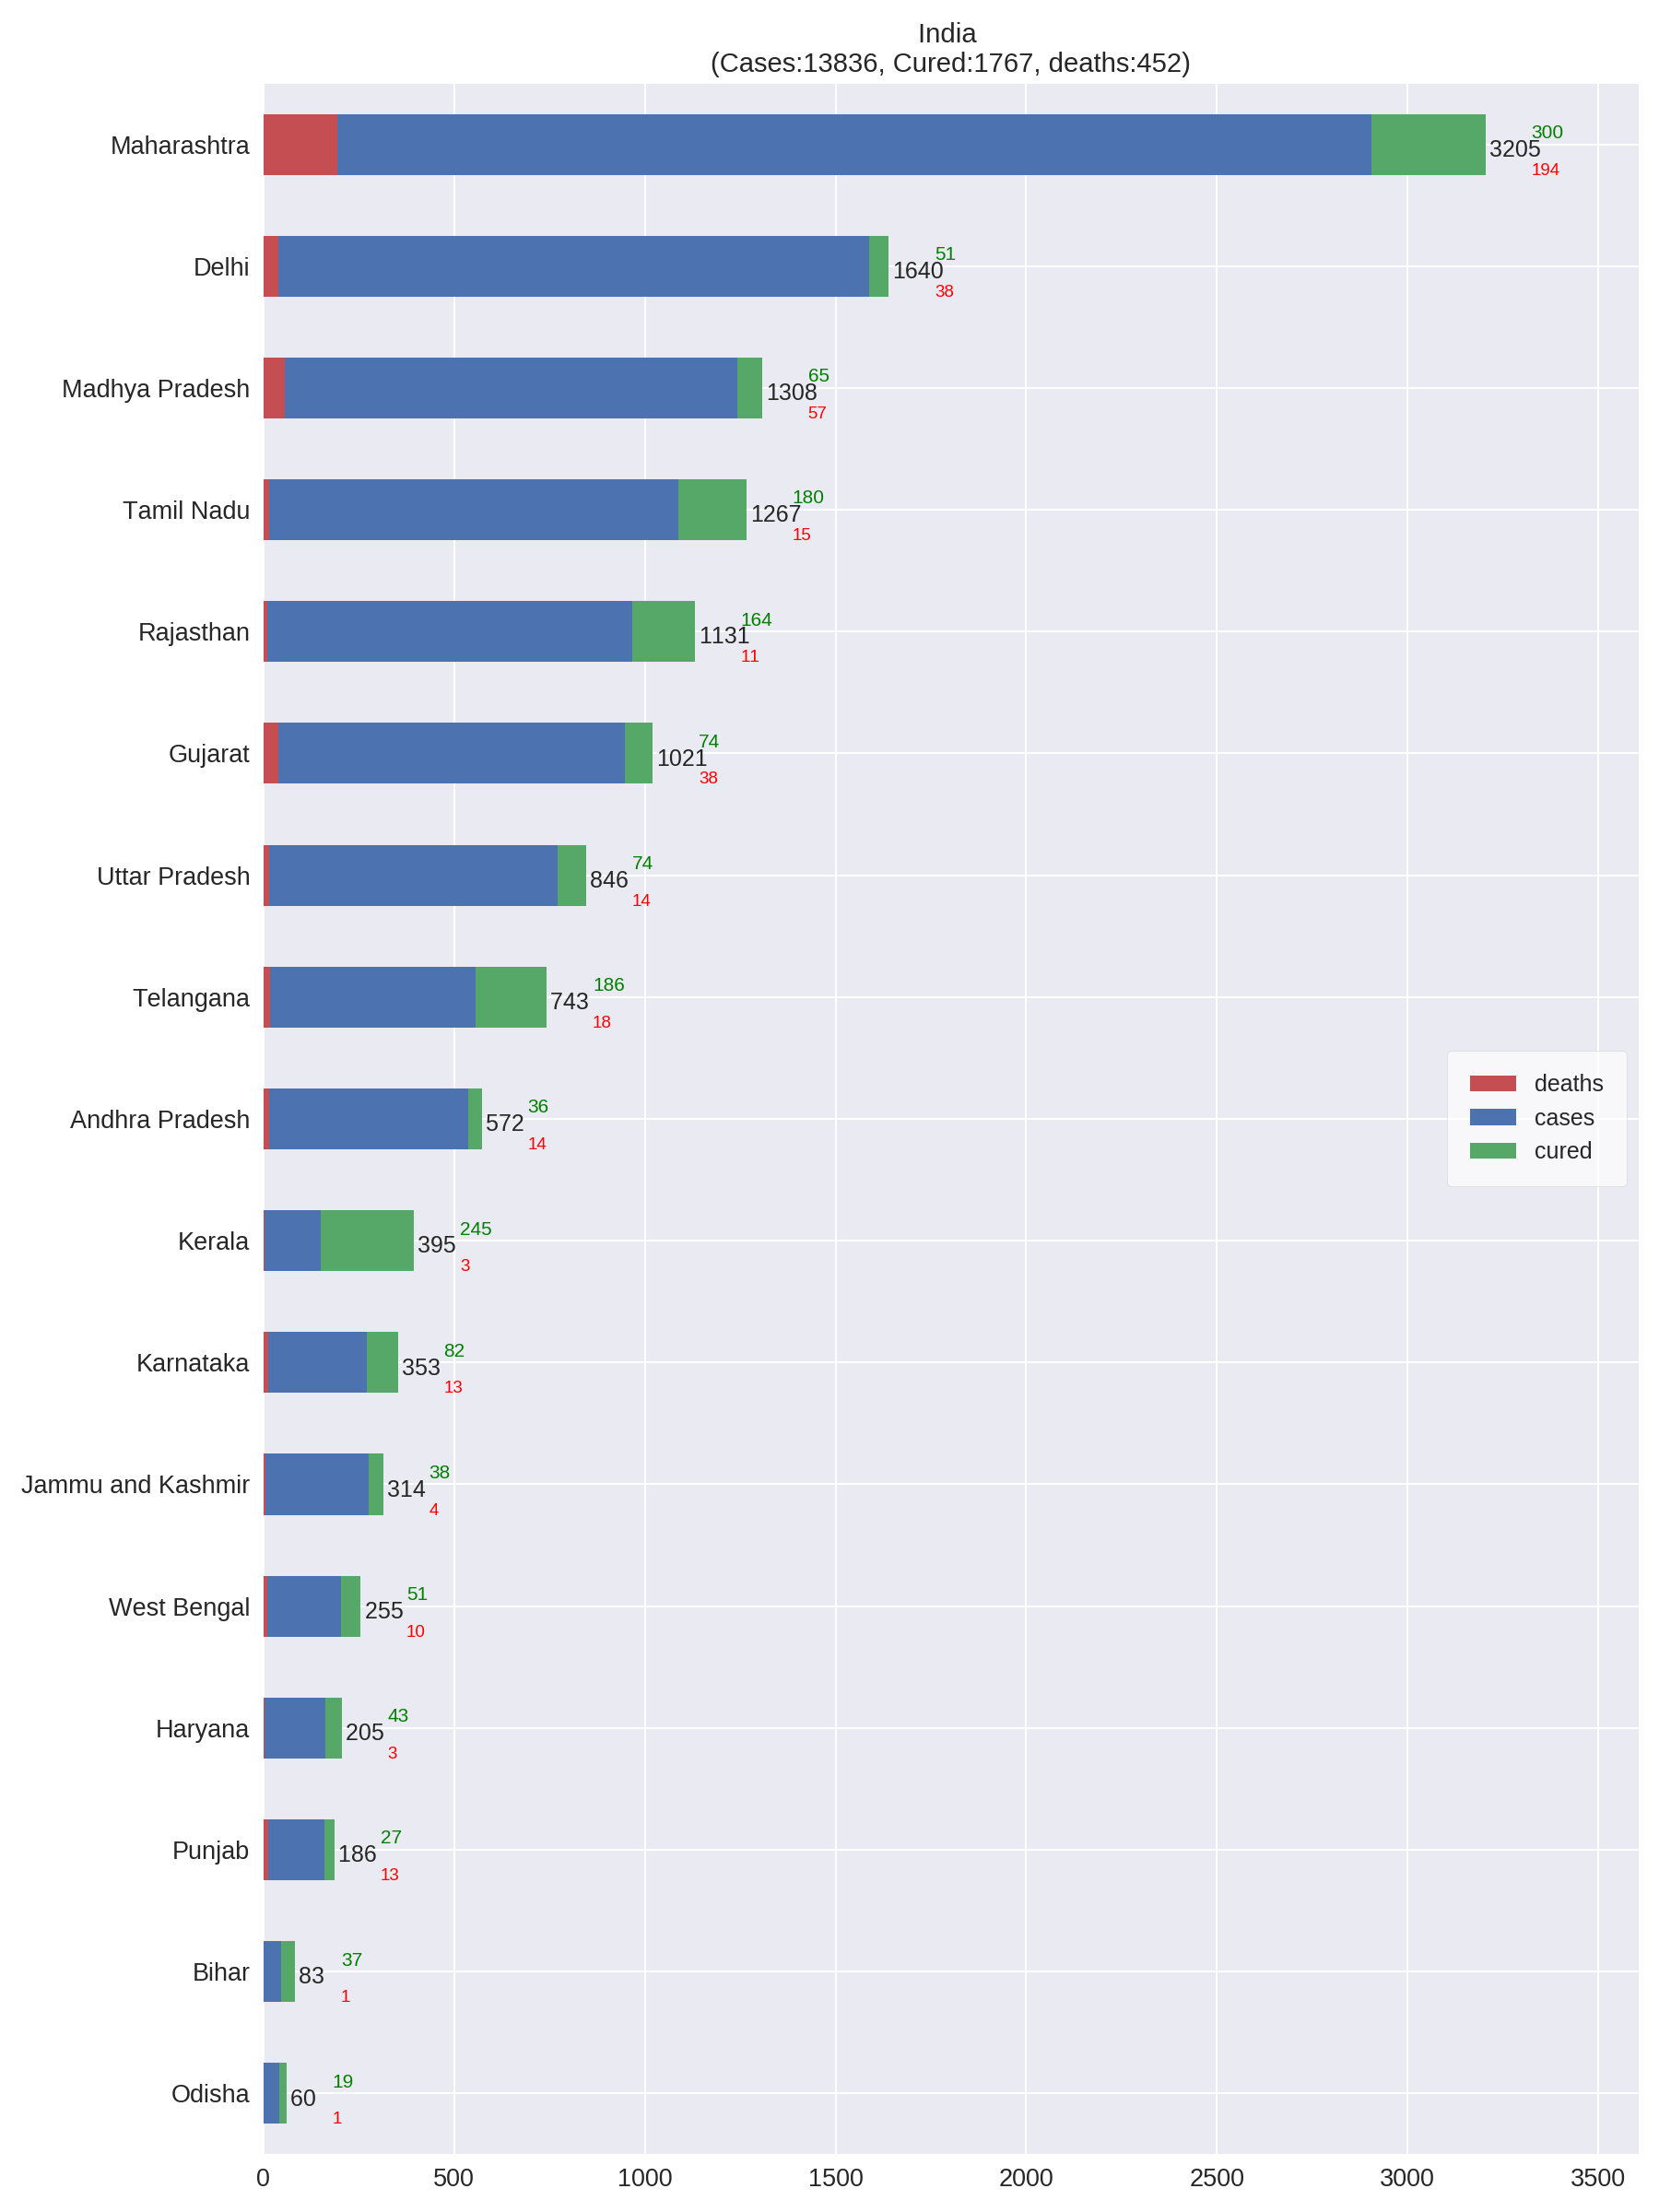 India
(Cases:13836, Cured:1767, deaths:452)
Maharashtra 3205 300 194
Delhi 1640 51 38
Madhya Pradesh 1308 65 57
Tamil Nadu 1267 180 15
Rajasthan 1131 164 11
Gujarat 1021 74 38
Uttar Pradesh 846 74 14
Telangana 743 186 18
Andhra Pradesh 572 36 14
Kerala 395 245 3
Karnataka 353 82 13
Jammu and Kashmir 314 38 4
West Bengal 255 51 10
Haryana 205 43 3
Punjab 186 27 13
Bihar 83 37 1
Odisha 60 19 1
deaths
cases
cured
0 500 1000 1500 2000 2500 3000 3500